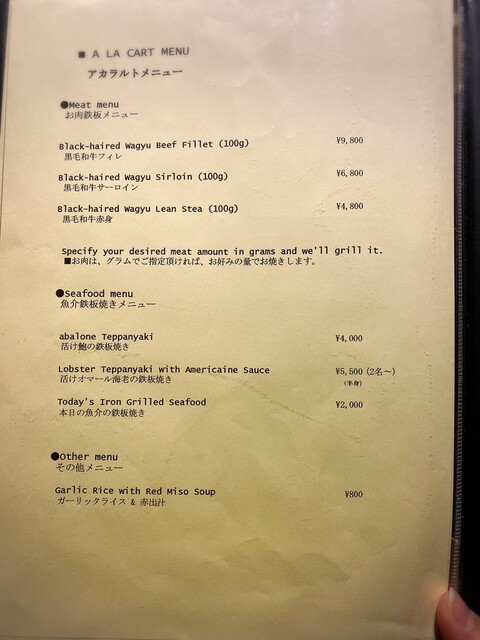 ■ A LA CART MENU
アカラルトメニュー
●Meat menu
お肉鉄板メニュー
Black-haired Wagyu Beef Fillet (100g) ¥9,800
黒毛和牛フィレ
Black-haired Wagyu Sirloin (100g) ¥6,800
黒毛和牛サーロイン
Black-haired Wagyu Lean Stea (100g) ¥4,800
黒毛和牛赤身
Specify your desired meat amount in grams and we'll grill it.
■お肉は、グラムでご指定頂ければ、お好みの量でお焼きします。
●Seafood menu
魚介鉄板焼きメニュー
abalone Teppanyaki ¥4,000
活け鮑の鉄板焼き
Lobster Teppanyaki with Americaine Sauce ¥5,500 (2名～)
活けオマール海老の鉄板焼き (半身)
Today's Iron Grilled Seafood ¥2,000
本日の魚介の鉄板焼き
●Other menu
その他メニュー
Garlic Rice with Red Miso Soup ¥800
ガーリックライス & 赤出汁